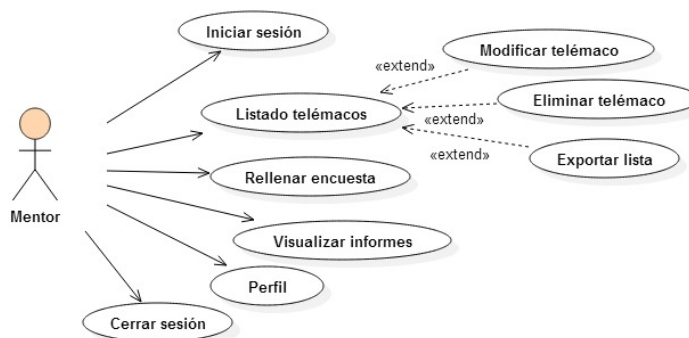 Iniciar sesión
Modificar telémaco
«extend»
Eliminar telémaco
Listado telémacos
«extend»
«extend»
Exportar lista
Rellenar encuesta
Mentor
Visualizar informes
Perfil
Cerrar sesión